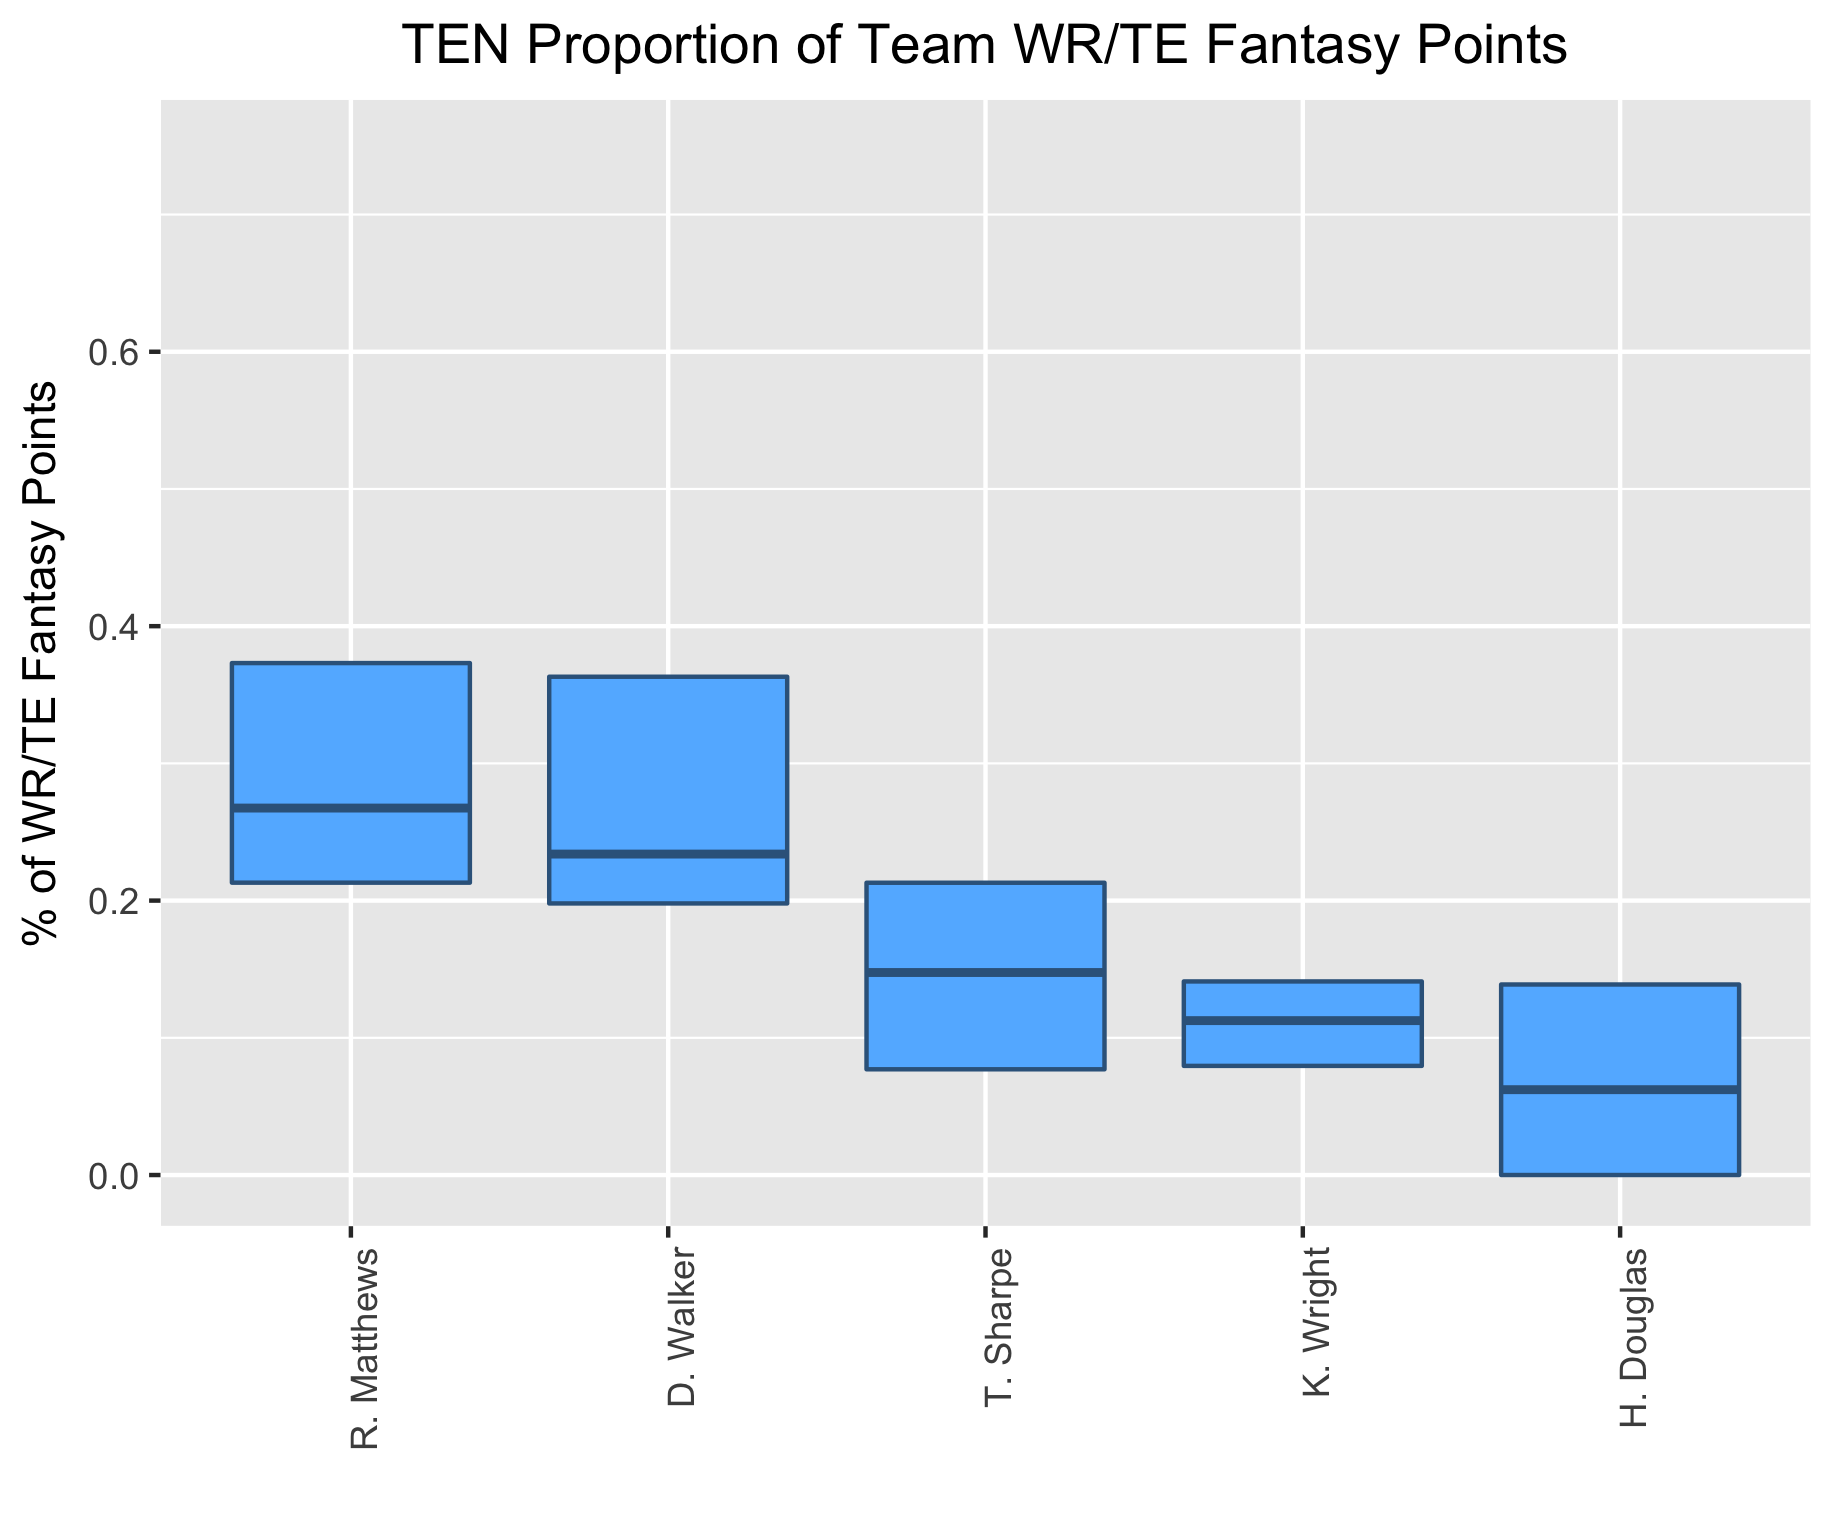 TEN Proportion of Team WR/TE Fantasy Points
% of WR/TE Fantasy Points
0.6
0.4
0.2
0.0
R. Matthews
D. Walker
T. Sharpe
K. Wright
H. Douglas